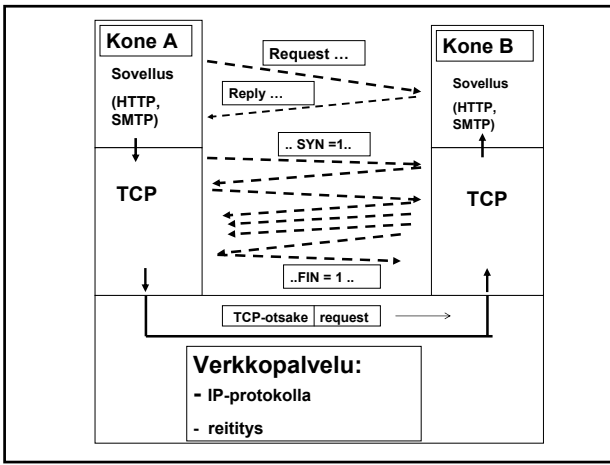 Kone A
Kone B
Request ...
Sovellus
(HTTP,
SMTP)
Reply ...
Sovellus
(HTTP,
SMTP)
.. SYN =1..
TCP
TCP
..FIN = 1 ..
TCP-otsake request
Verkkopalvelu:
- IP-protokolla
- reititys